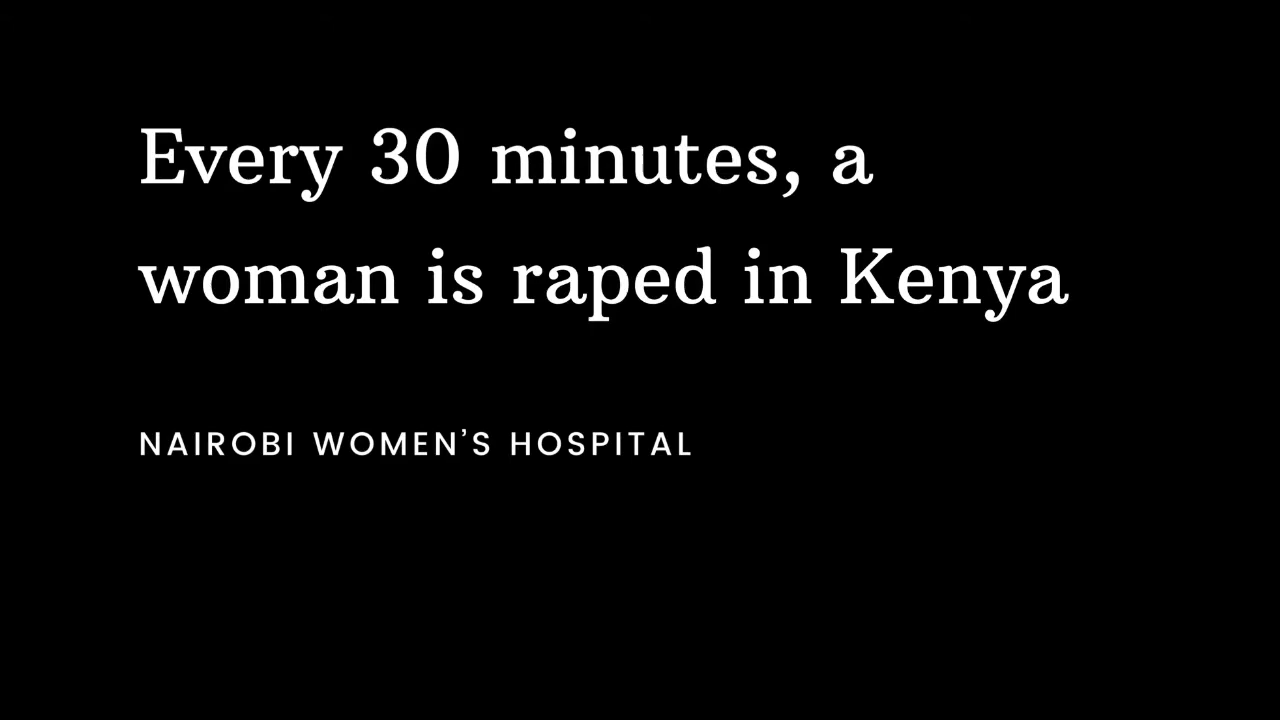 Every 30 minutes, a
woman is raped in Kenya
NAIROBI WOMEN’S HOSPITAL